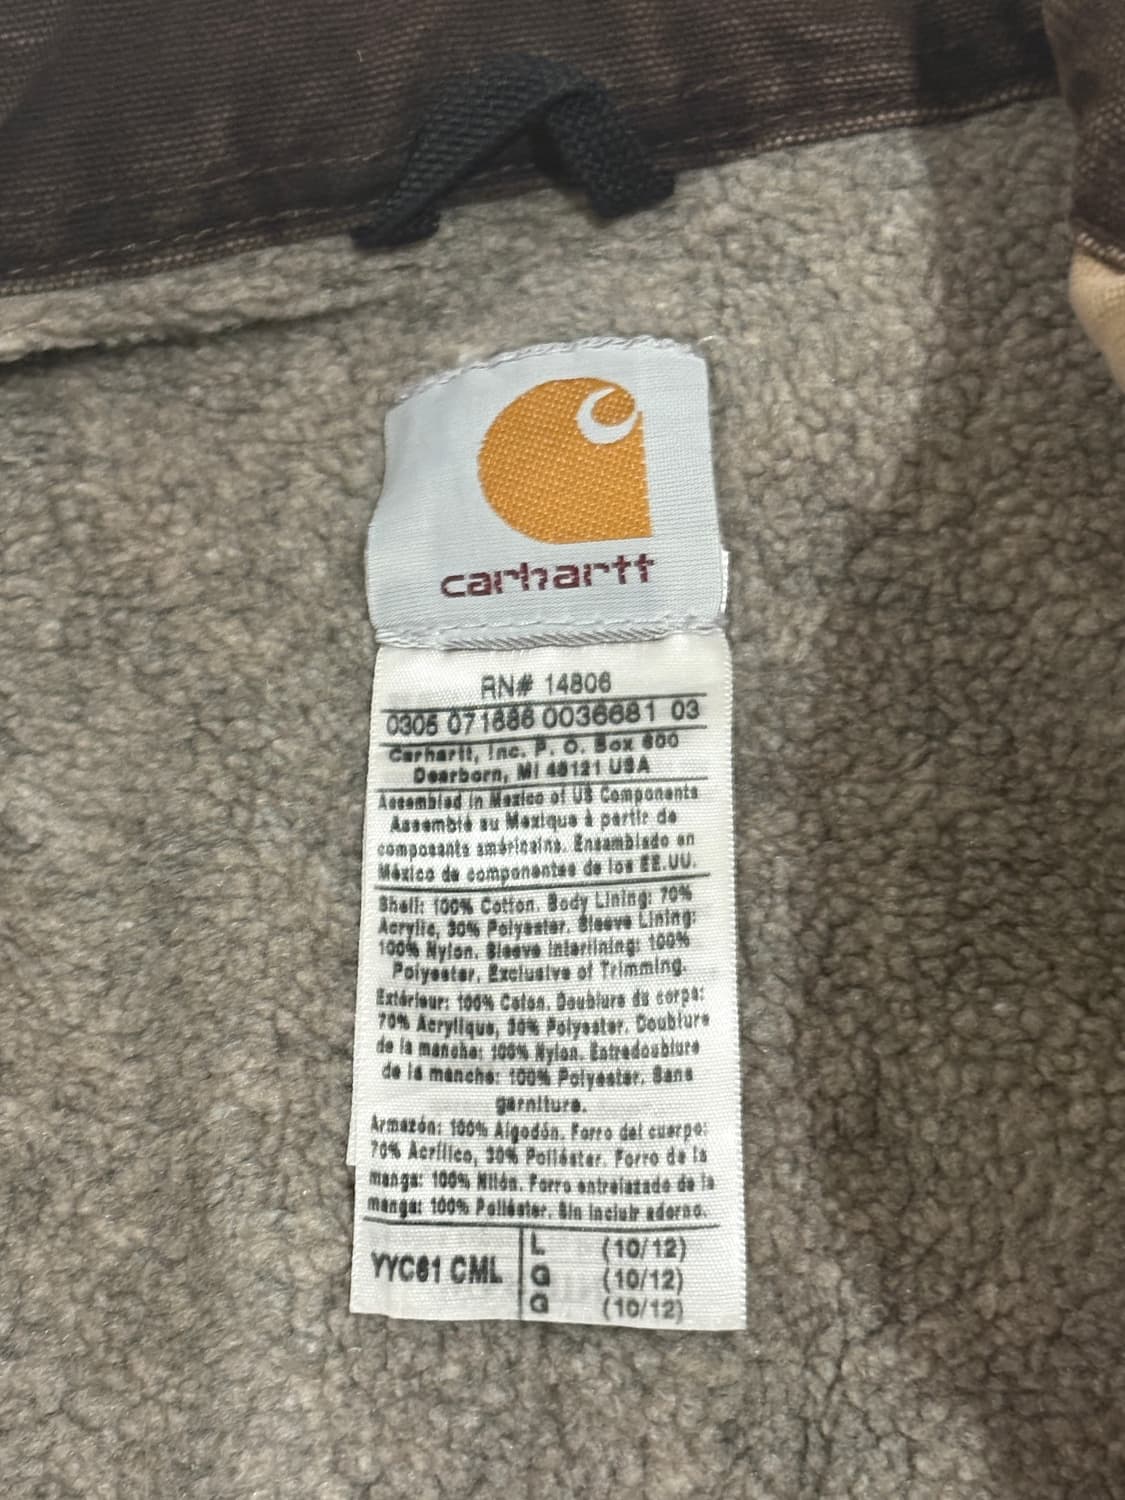 carhartt
RN# 14806
0305 071686 0036681 03
Carhartt, Inc. P. O. Box 600
Dearborn, MI 48121 USA
Assembled in Mexico of US Components
Assemblé au Mexique à partir de
composants américains. Ensamblado en
México de componentes de los EE.UU.
Shell: 100% Cotton. Body Lining: 70%
Acrylic, 30% Polyester. Sleeve Lining:
100% Nylon. Sleeve Interlining: 100%
Polyester, Exclusive of Trimming.
Extérieur: 100% Coton. Doublure du corps:
70% Acrylique, 30% Polyester. Doublure
de la manche: 100% Nylon. Entredoublure
de la manche: 100% Polyester. Sans
garniture.
Armazón: 100% Algodón. Forro del cuerpo:
70% Acrílico, 30% Poliéster. Forro de la
manga: 100% Nilón. Forro entrelazado de la
manga: 100% Poliéster. Sin incluir adorno.
YYC61 CML
L (10/12)
G (10/12)
G (10/12)